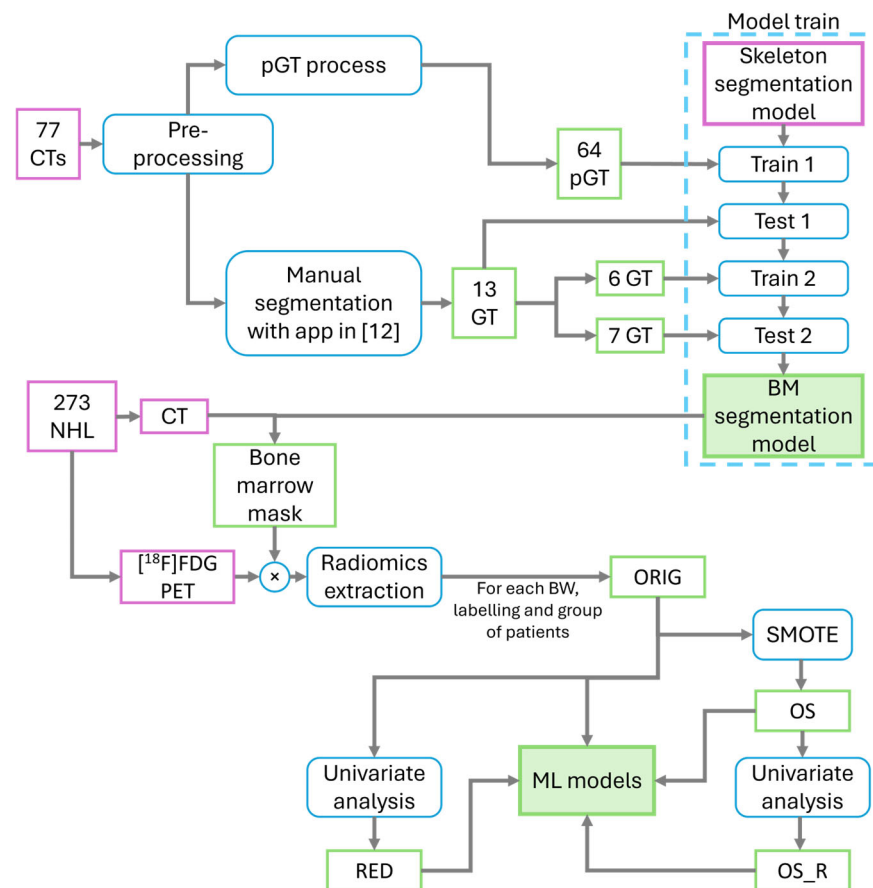 Model train
Skeleton
segmentation
model
pGT process
77
CTs
Pre-
processing
64
pGT
Train 1
Test 1
Manual
segmentation
with app in [12]
13
GT
6 GT
Train 2
7 GT
Test 2
273
NHL
CT
BM
segmentation
model
Bone
marrow
mask
[¹⁸F]FDG
PET
×
Radiomics
extraction
For each BW,
labelling and group
of patients
ORIG
SMOTE
OS
Univariate
analysis
ML models
Univariate
analysis
RED
OS_R